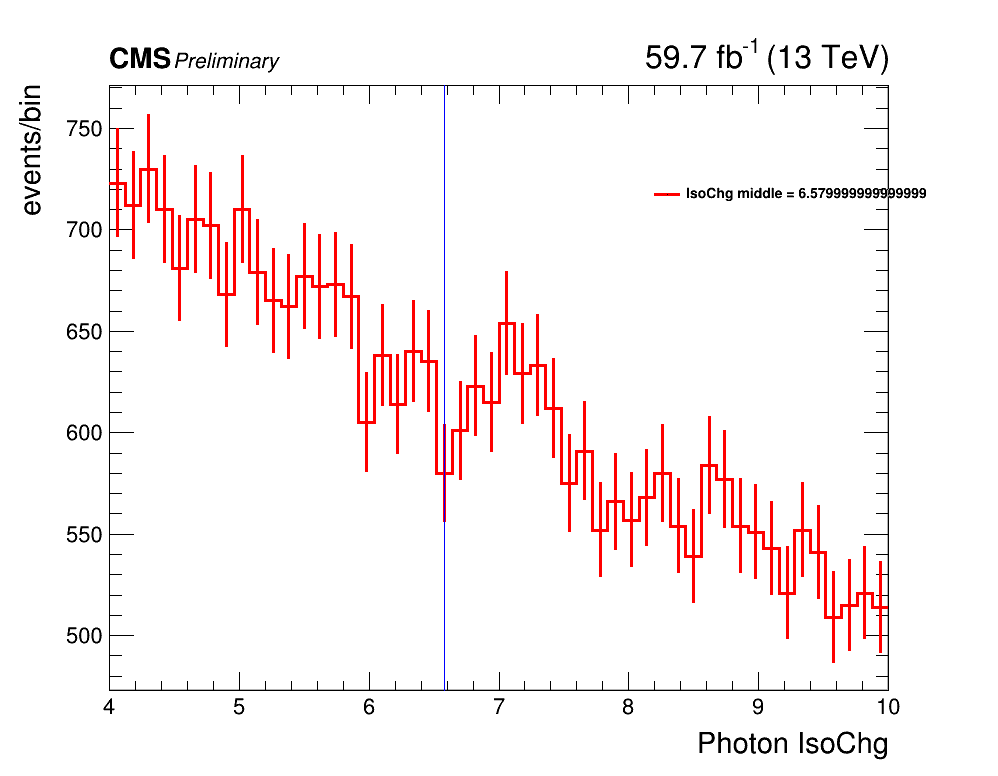 CMS Preliminary
59.7 fb⁻¹ (13 TeV)
events/bin
750
700
650
600
550
500
IsoChg middle = 6.579999999999999
4 5 6 7 8 9 10
Photon IsoChg